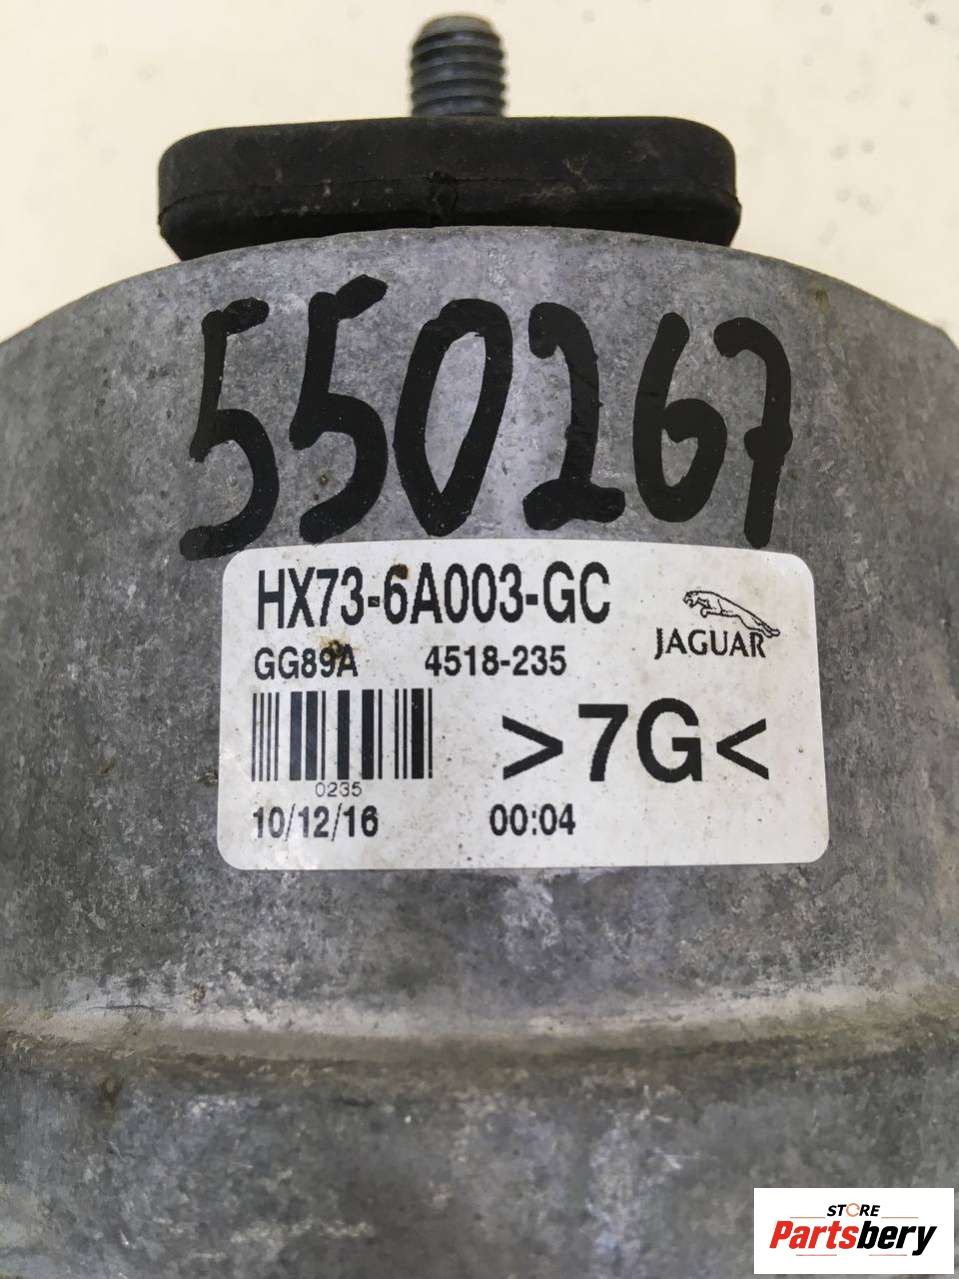 550267
HX73-6A003-GC
JAGUAR
GG89A 4518-235
>7G<
0235
10/12/16 00:04
STORE
Partsbery